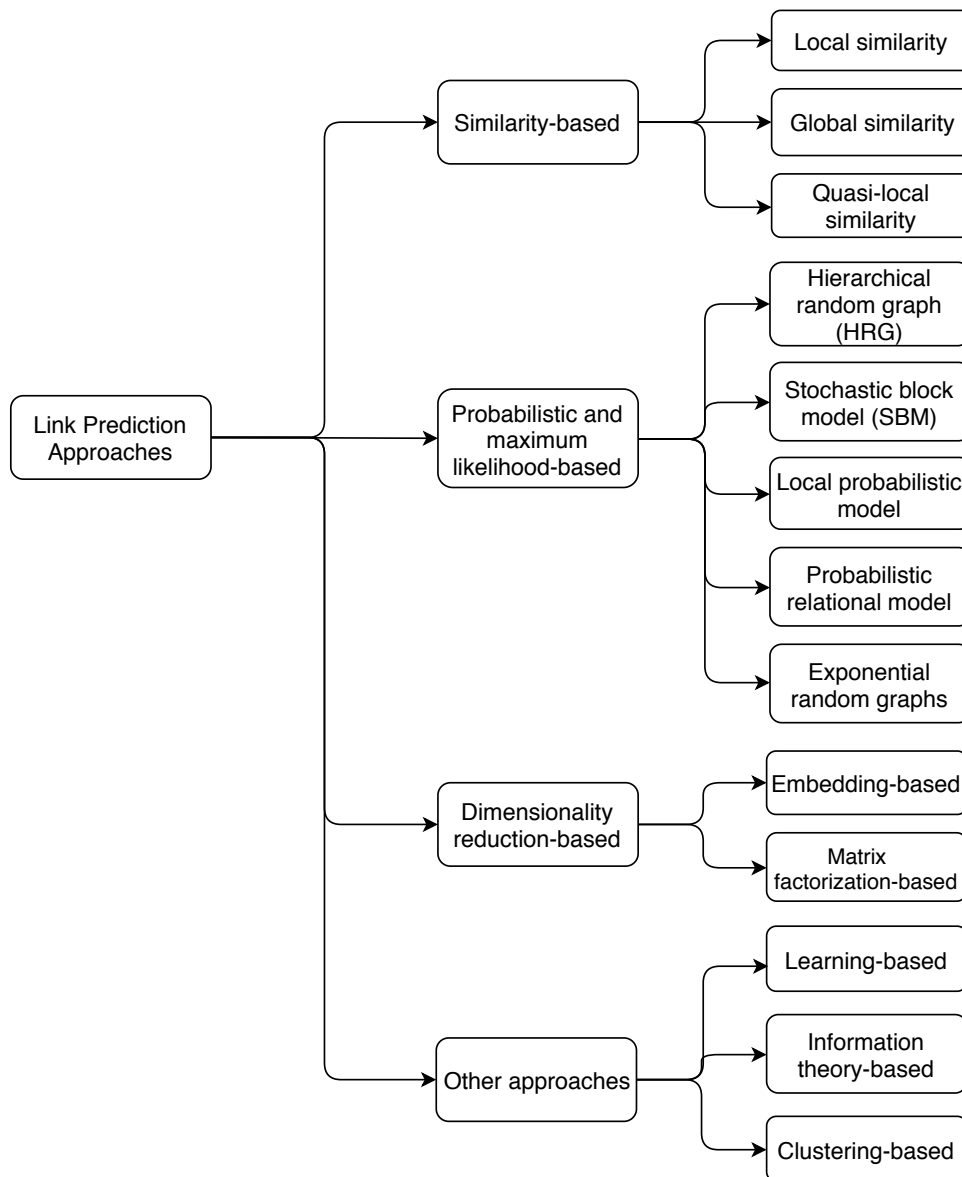 Link Prediction
Approaches
Similarity-based
Local similarity
Global similarity
Quasi-local
similarity
Probabilistic and
maximum
likelihood-based
Hierarchical
random graph
(HRG)
Stochastic block
model (SBM)
Local probabilistic
model
Probabilistic
relational model
Exponential
random graphs
Dimensionality
reduction-based
Embedding-based
Matrix
factorization-based
Other approaches
Learning-based
Information
theory-based
Clustering-based